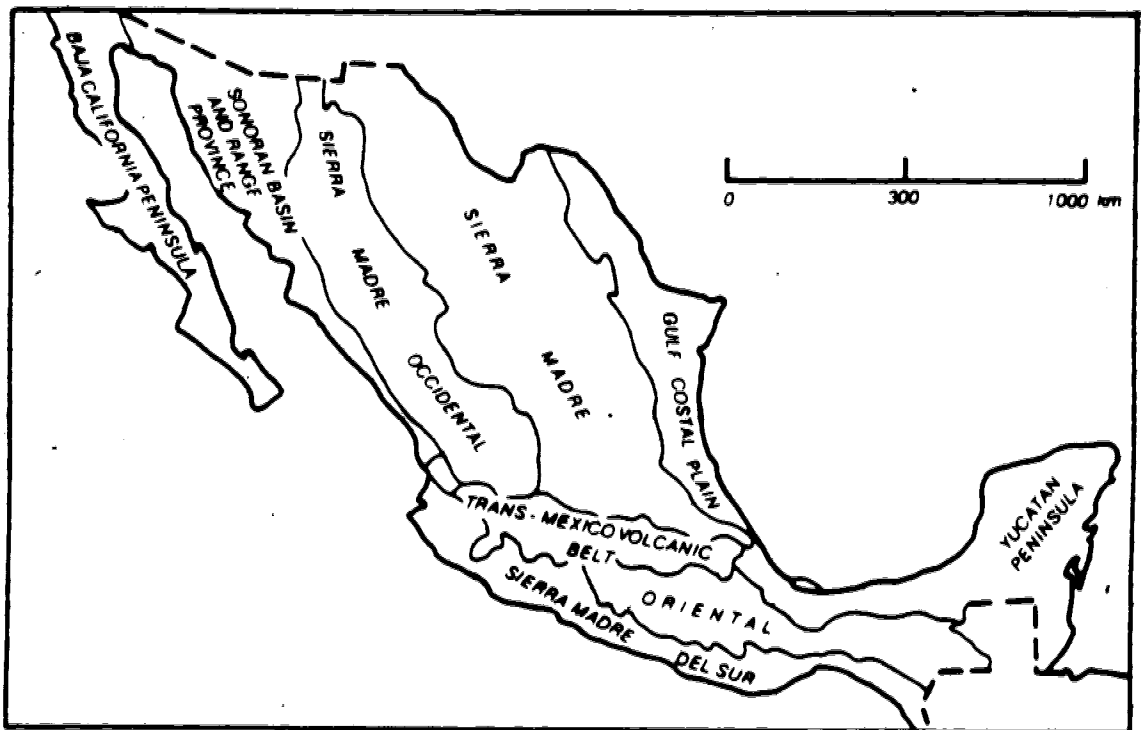 BAJA CALIFORNIA PENINSULA
SONORAN BASIN
AND RANGE
PROVINCE
SIERRA
MADRE
OCCIDENTAL
SIERRA
MADRE
ORIENTAL
GULF COSTAL PLAIN
TRANS - MEXICO VOLCANIC
BELT
SIERRA MADRE
DEL SUR
YUCATAN
PENINSULA
0 300 1000 km